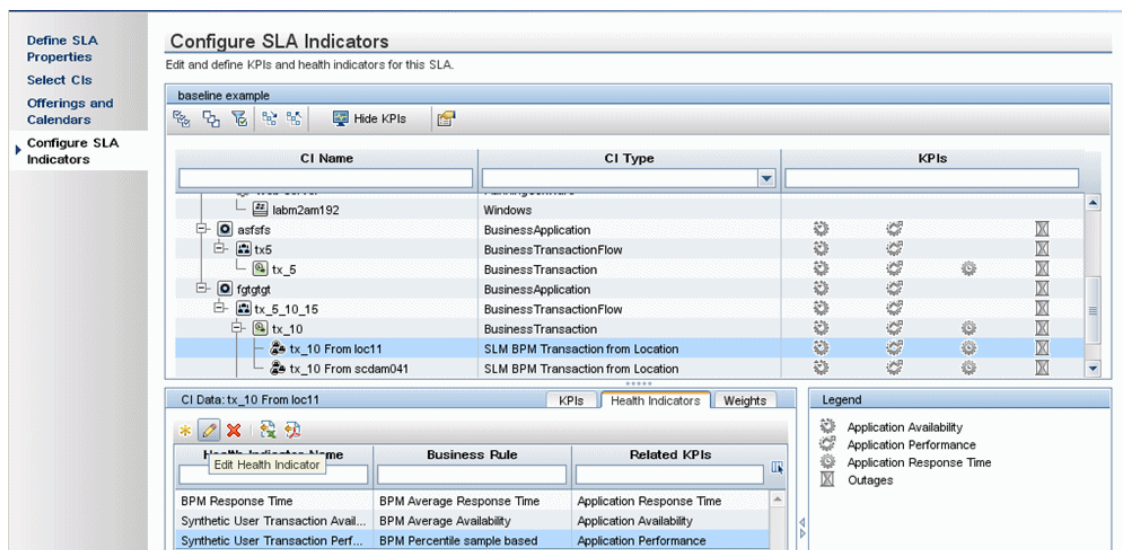 Define SLA
Properties
Select CIs
Offerings and
Calendars
Configure SLA
Indicators
Configure SLA Indicators
Edit and define KPIs and health indicators for this SLA.
baseline example
Hide KPIs
CI Name CI Type KPIs
labm2am192 Windows
asfsfs BusinessApplication
tx5 BusinessTransactionFlow
tx_5 BusinessTransaction
fgtgtgt BusinessApplication
tx_5_10_15 BusinessTransactionFlow
tx_10 BusinessTransaction
tx_10 From loc11 SLM BPM Transaction from Location
tx_10 From scdam041 SLM BPM Transaction from Location
CI Data: tx_10 From loc11 KPIs Health Indicators Weights
Edit Health Indicator
Health Indicator Name Business Rule Related KPIs
BPM Response Time BPM Average Response Time Application Response Time
Synthetic User Transaction Avail... BPM Average Availability Application Availability
Synthetic User Transaction Perf... BPM Percentile sample based Application Performance
Legend
Application Availability
Application Performance
Application Response Time
Outages